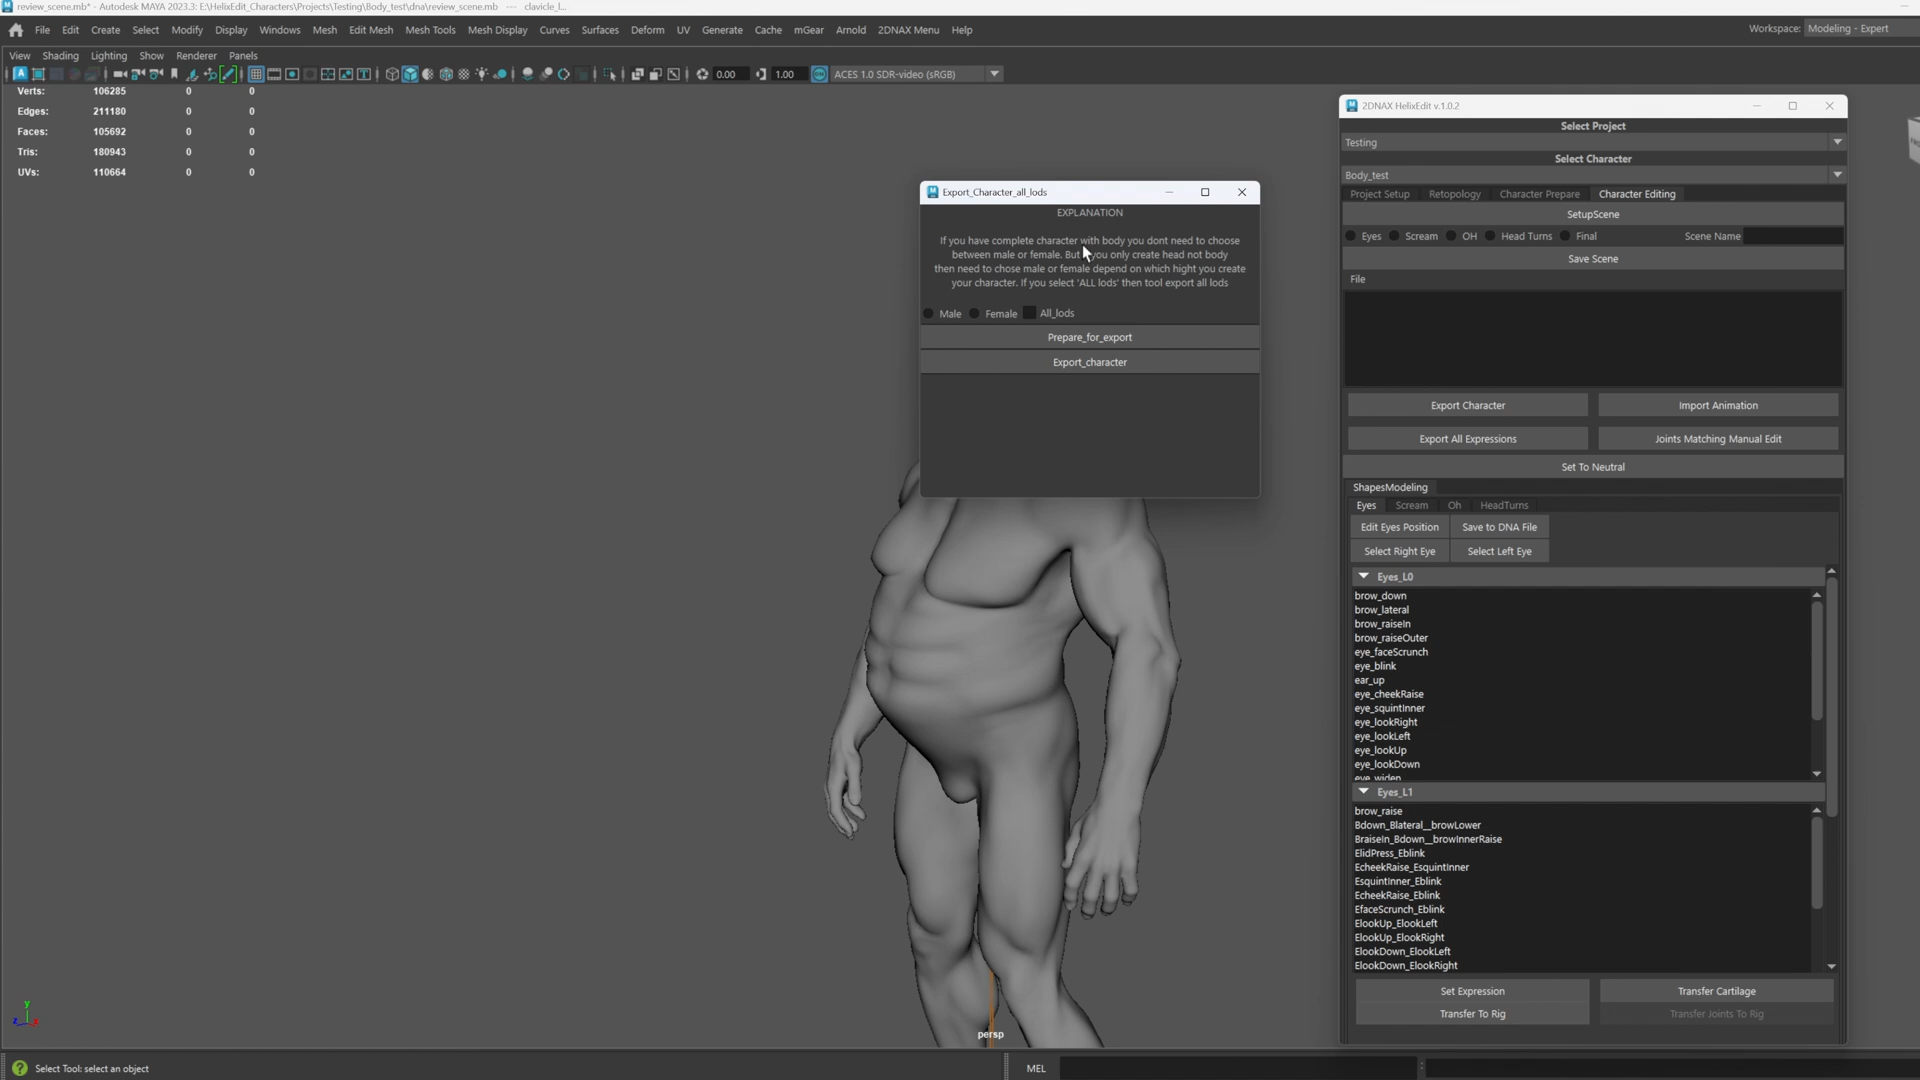 review_scene.mb* - Autodesk MAYA 2023.3: E:\HelixEdit_Characters\Projects\Testing\Body_test\dna\review_scene.mb --- clavicle_l...
File Edit Create Select Modify Display Windows Mesh Edit Mesh Mesh Tools Mesh Display Curves Surfaces Deform UV Generate Cache mGear Arnold 2DNAX Menu Help
Workspace: Modeling - Expert
View Shading Lighting Show Renderer Panels
0.00 1.00 ACES 1.0 SDR-video (sRGB)
Verts: 106285 0 0
Edges: 211180 0 0
Faces: 105692 0 0
Tris: 180943 0 0
UVs: 110664 0 0
Export_Character_all_lods
EXPLANATION
If you have complete character with body you dont need to choose
between male or female. But you only create head not body
then need to chose male or female depend on which hight you create
your character. If you select 'ALL lods' then tool export all lods
Male Female All_lods
Prepare_for_export
Export_character
2DNAX HelixEdit v.1.0.2
Select Project
Testing
Select Character
Body_test
Project Setup Retopology Character Prepare Character Editing
SetupScene
Eyes Scream OH Head Turns Final Scene Name
Save Scene
File
Export Character Import Animation
Export All Expressions Joints Matching Manual Edit
Set To Neutral
ShapesModeling
Eyes Scream Oh HeadTurns
Edit Eyes Position Save to DNA File
Select Right Eye Select Left Eye
Eyes_L0
brow_down
brow_lateral
brow_raiseIn
brow_raiseOuter
eye_faceScrunch
eye_blink
ear_up
eye_cheekRaise
eye_squintInner
eye_lookRight
eye_lookLeft
eye_lookUp
eye_lookDown
eye_widen
Eyes_L1
brow_raise
Bdown_Blateral__browLower
BraiseIn_Bdown__browInnerRaise
ElidPress_Eblink
EcheekRaise_EsquintInner
EsquintInner_Eblink
EcheekRaise_Eblink
EfaceScrunch_Eblink
ElookUp_ElookLeft
ElookUp_ElookRight
ElookDown_ElookLeft
ElookDown_ElookRight
Set Expression Transfer Cartilage
Transfer To Rig Transfer Joints To Rig
y
z x
persp
Select Tool: select an object
MEL